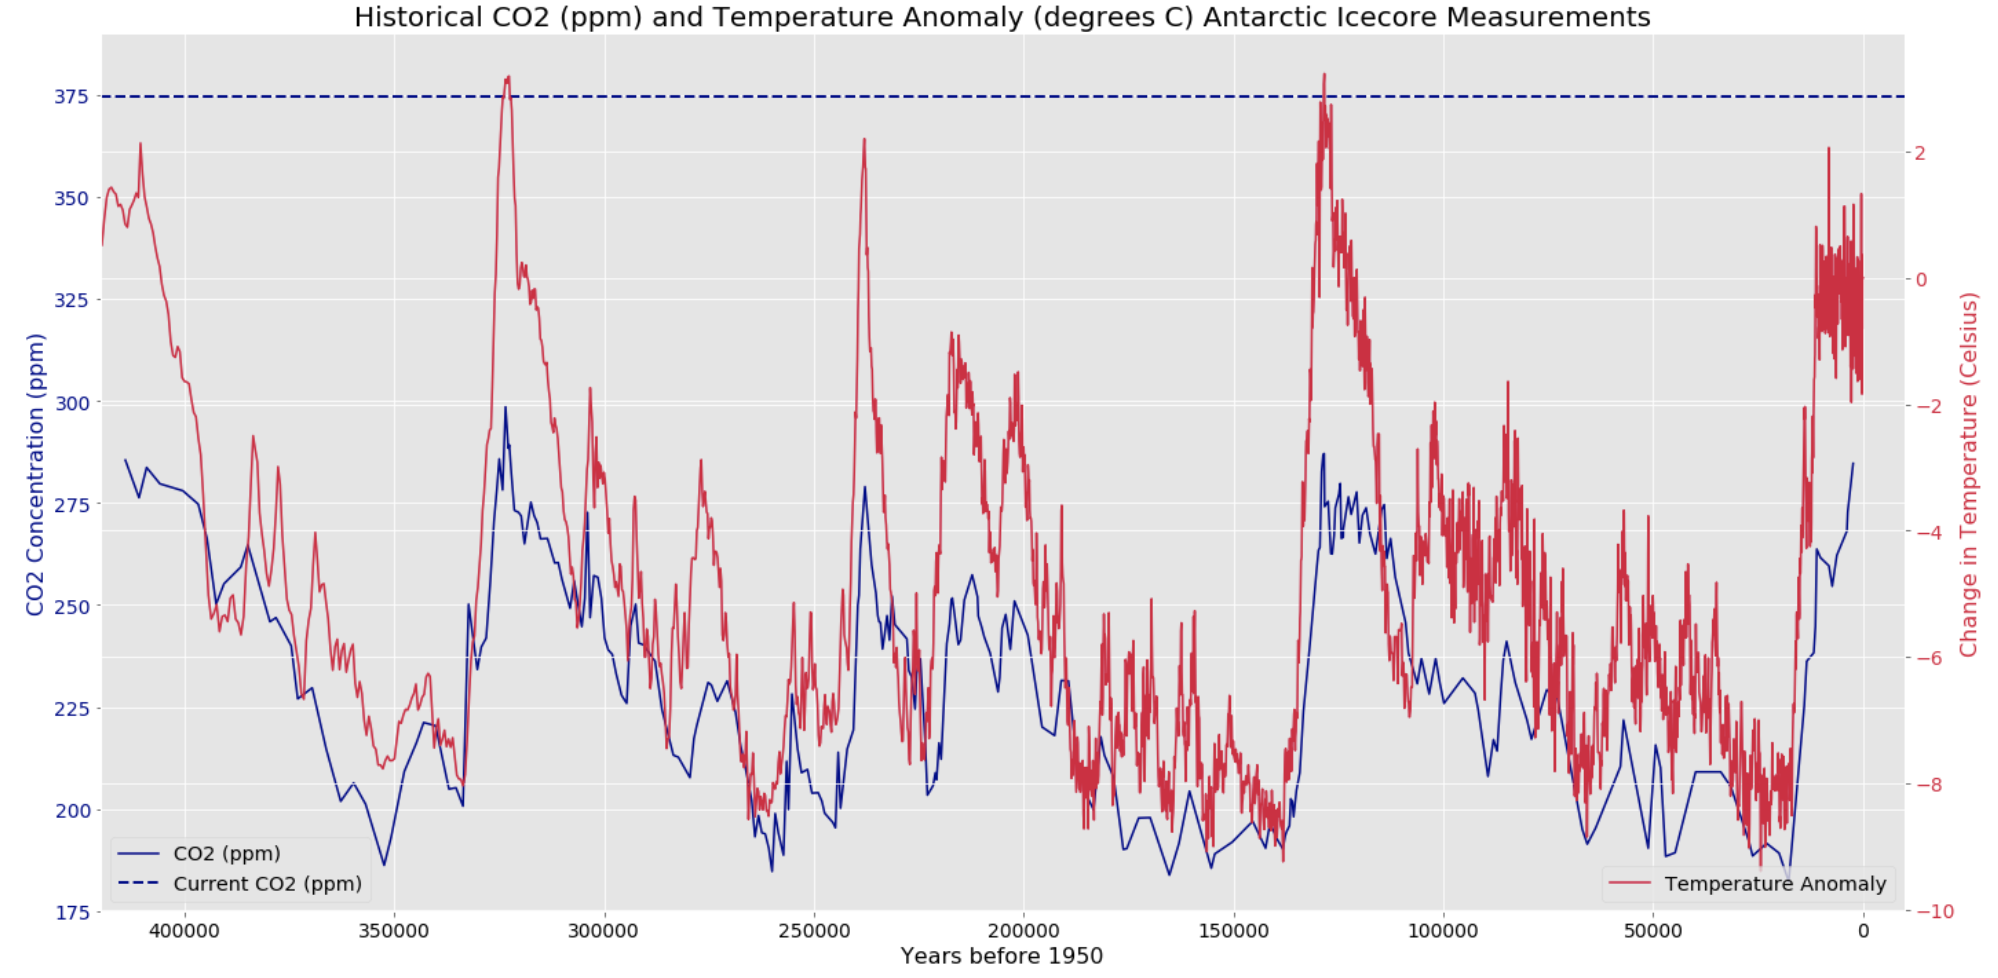 Historical CO2 (ppm) and Temperature Anomaly (degrees C) Antarctic Icecore Measurements
CO2 Concentration (ppm)
375
350
325
300
275
250
225
200
175
2
0
−2
−4
−6
−8
−10
Change in Temperature (Celsius)
CO2 (ppm)
Current CO2 (ppm)
Temperature Anomaly
400000 350000 300000 250000 200000 150000 100000 50000 0
Years before 1950